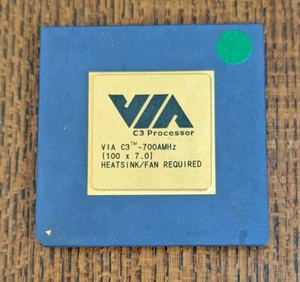 VIA
C3 Processor
VIA C3™-700AMHz
(100 x 7.0)
HEATSINK/FAN REQUIRED